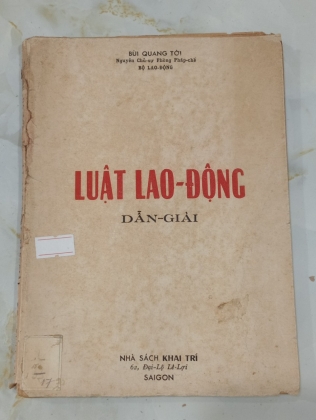 BÙI QUANG TỚI
Nguyên Chủ-sự Phòng Pháp-chế
BỘ LAO-ĐỘNG
LUẬT LAO-ĐỘNG
DẪN-GIẢI
NHÀ SÁCH KHAI TRÍ
62, Đại-Lộ Lê-Lợi
SAIGON